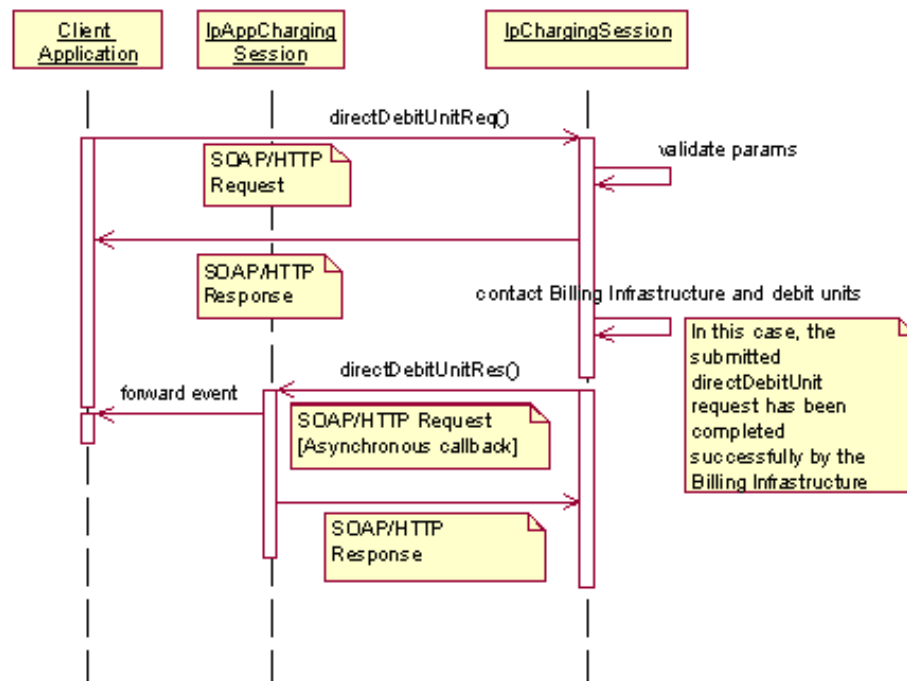 Client
Application
IpAppCharging
Session
IpChargingSession
directDebitUnitReq()
SOAP/HTTP
Request
validate params
SOAP/HTTP
Response
contact Billing Infrastructure and debit units
In this case, the
submitted
directDebitUnit
request has been
completed
successfully by the
Billing Infrastructure
directDebitUnitRes()
forward event
SOAP/HTTP Request
[Asynchronous callback]
SOAP/HTTP
Response